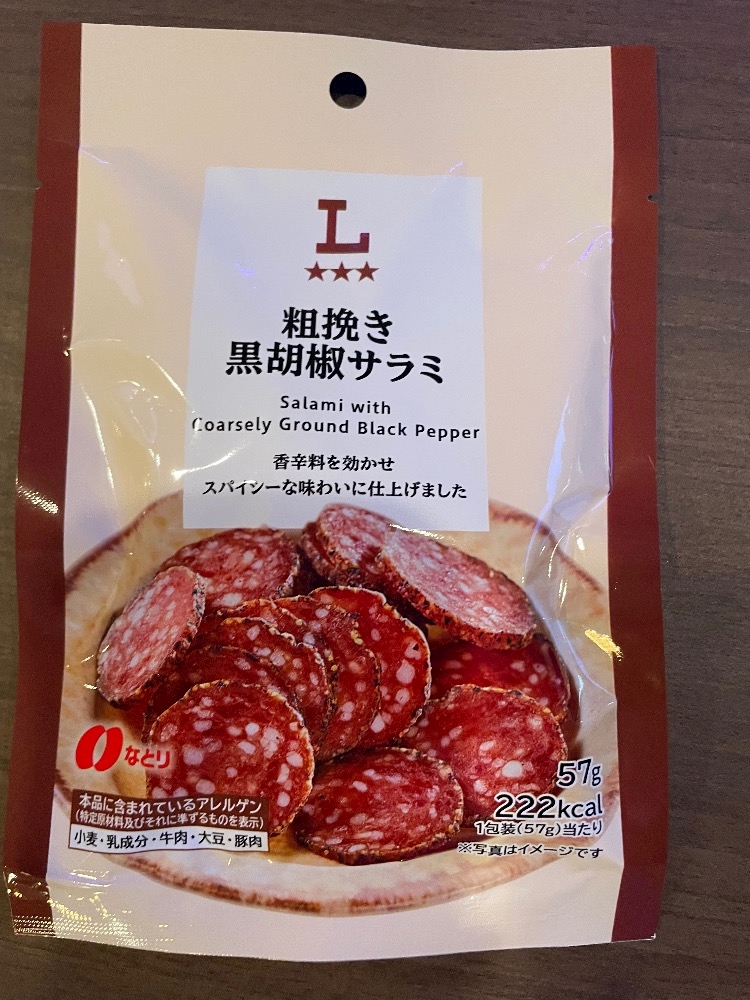 L
★★★
粗挽き
黒胡椒サラミ
Salami with
Coarsely Ground Black Pepper
香辛料を効かせ
スパイシーな味わいに仕上げました
なとり
本品に含まれているアレルゲン
(特定原材料及びそれに準ずるものを表示)
小麦・乳成分・牛肉・大豆・豚肉
57g
222kcal
1包装(57g)当たり
※写真はイメージです